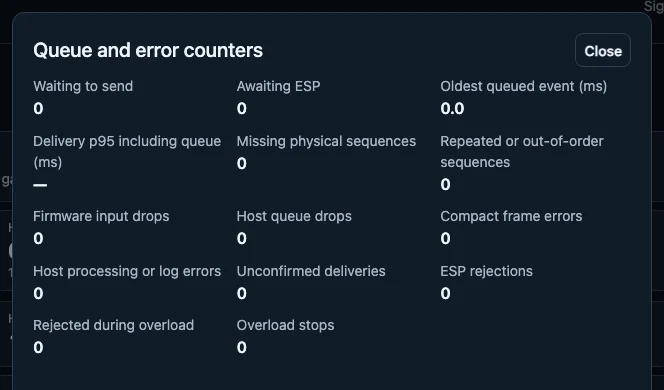 Sig
Queue and error counters
Close
Waiting to send
Awaiting ESP
Oldest queued event (ms)
0
0
0.0
Delivery p95 including queue
(ms)
Missing physical sequences
Repeated or out-of-order
sequences
—
0
0
Firmware input drops
Host queue drops
Compact frame errors
0
0
0
Host processing or log errors
Unconfirmed deliveries
ESP rejections
0
0
0
Rejected during overload
Overload stops
0
0